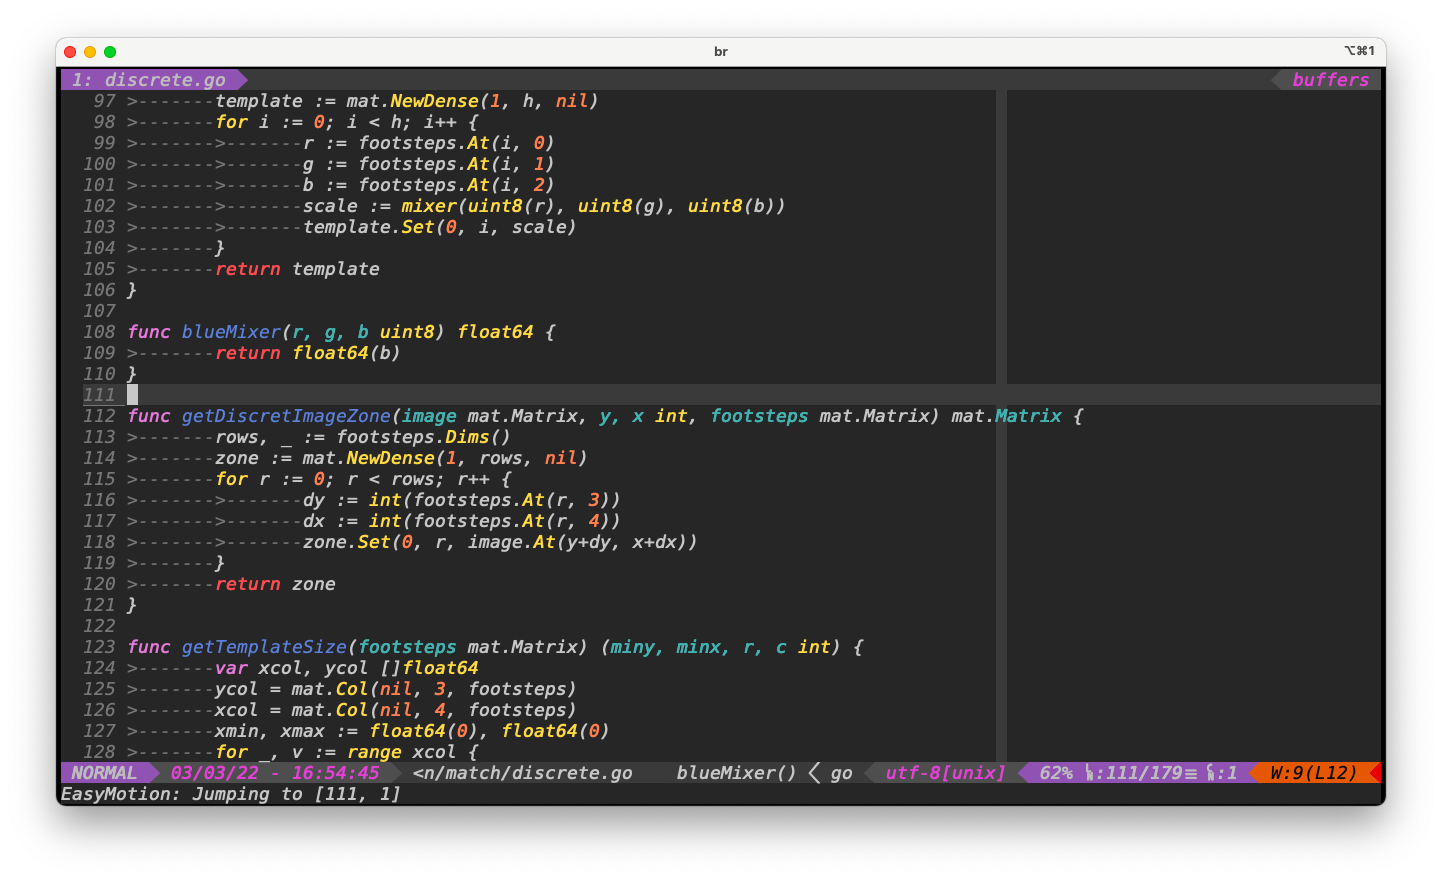 br
⌥⌘1
1: discrete.go buffers
97 >-------template := mat.NewDense(1, h, nil)
98 >-------for i := 0; i < h; i++ {
99 >------->-------r := footsteps.At(i, 0)
100 >------->-------g := footsteps.At(i, 1)
101 >------->-------b := footsteps.At(i, 2)
102 >------->-------scale := mixer(uint8(r), uint8(g), uint8(b))
103 >------->-------template.Set(0, i, scale)
104 >-------}
105 >-------return template
106 }
107
108 func blueMixer(r, g, b uint8) float64 {
109 >-------return float64(b)
110 }
111
112 func getDiscretImageZone(image mat.Matrix, y, x int, footsteps mat.Matrix) mat.Matrix {
113 >-------rows, _ := footsteps.Dims()
114 >-------zone := mat.NewDense(1, rows, nil)
115 >-------for r := 0; r < rows; r++ {
116 >------->-------dy := int(footsteps.At(r, 3))
117 >------->-------dx := int(footsteps.At(r, 4))
118 >------->-------zone.Set(0, r, image.At(y+dy, x+dx))
119 >-------}
120 >-------return zone
121 }
122
123 func getTemplateSize(footsteps mat.Matrix) (miny, minx, r, c int) {
124 >-------var xcol, ycol []float64
125 >-------ycol = mat.Col(nil, 3, footsteps)
126 >-------xcol = mat.Col(nil, 4, footsteps)
127 >-------xmin, xmax := float64(0), float64(0)
128 >-------for _, v := range xcol {
NORMAL 03/03/22 - 16:54:45 <n/match/discrete.go blueMixer() go utf-8[unix] 62% :111/179≡ :1 W:9(L12)
EasyMotion: Jumping to [111, 1]